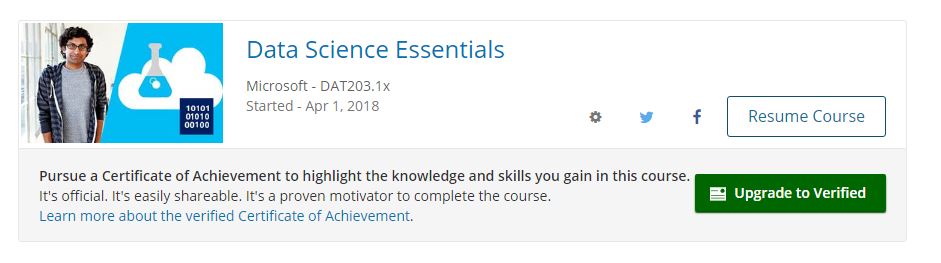 10101
01010
00100
Data Science Essentials
Microsoft - DAT203.1x
Started - Apr 1, 2018
Resume Course
Pursue a Certificate of Achievement to highlight the knowledge and skills you gain in this course.
It's official. It's easily shareable. It's a proven motivator to complete the course.
Learn more about the verified Certificate of Achievement.
Upgrade to Verified